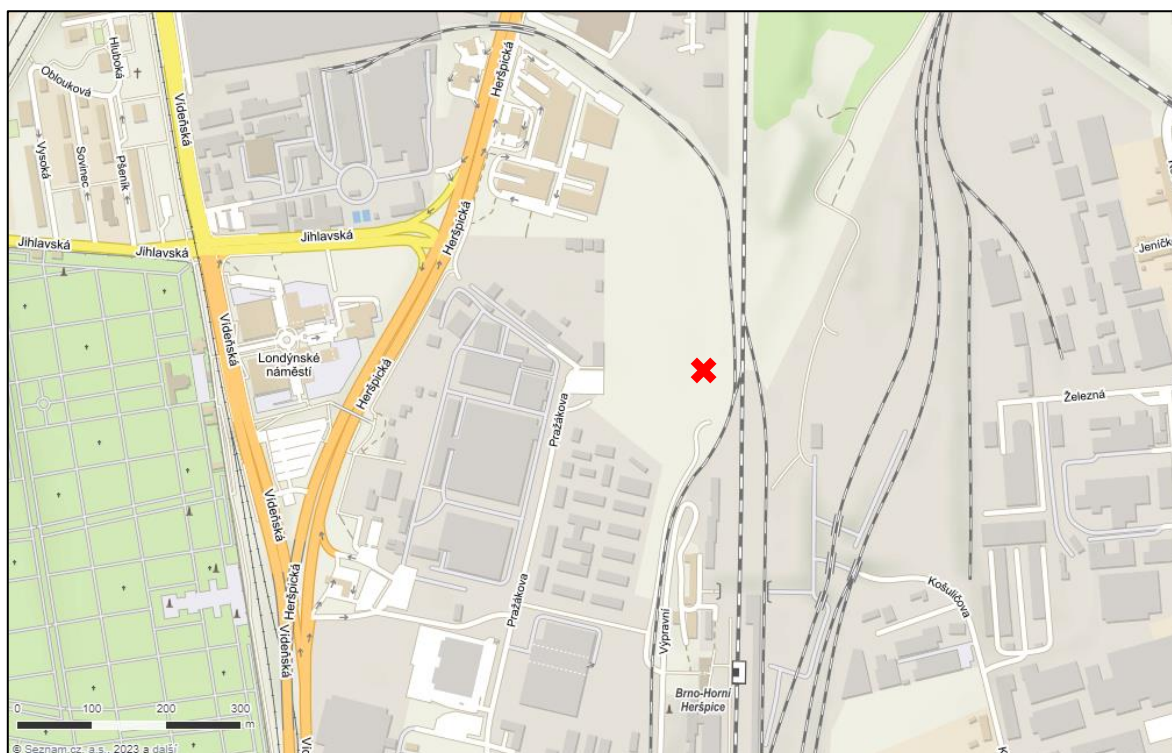 Hluboká
Oblouková
Vídeňská
Heršpická
Vysoká
Sovinec
Pšeník
Heršpická
Jihlavská
Jihlavská
Jihlavská
Heršpická
Jeníčk
Vídeňská
Londýnské
náměstí
Heršpická
Železná
Pražákova
Vídeňská
Heršpická
Košuličova
Pražákova
Výpravní
Vídeňská
Brno-Horní
Heršpice
0 100 200 300
m
© Seznam.cz, a.s., 2023 a další